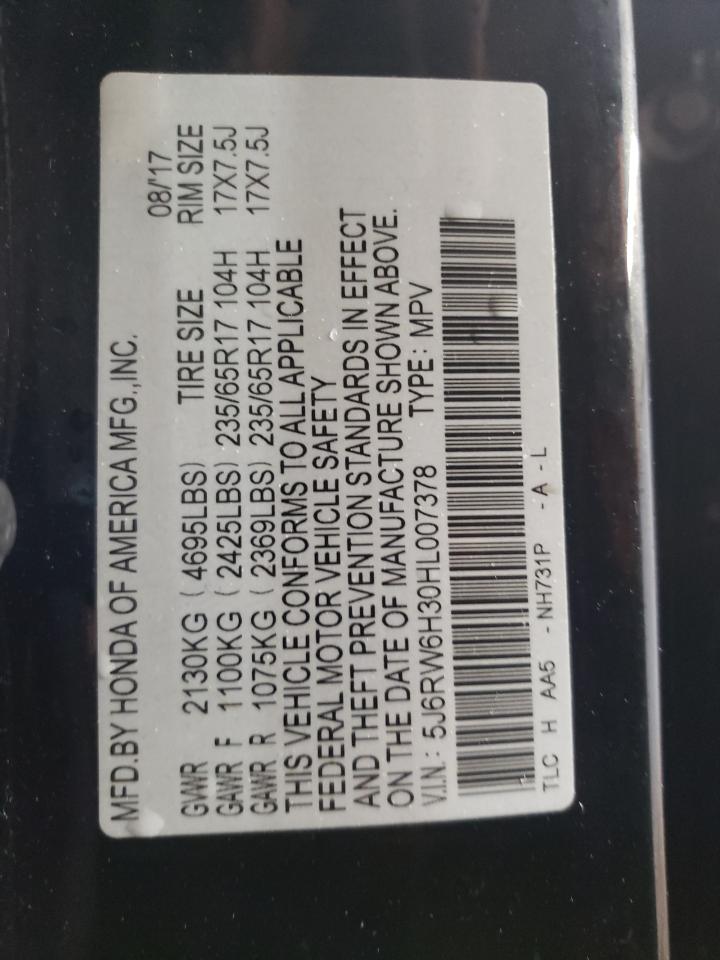 MFD.BY HONDA OF AMERICA MFG.,INC. 08/'17
GVWR 2130KG (4695LBS) TIRE SIZE RIM SIZE
GAWR F 1100KG (2425LBS) 235/65R17 104H 17X7.5J
GAWR R 1075KG (2369LBS) 235/65R17 104H 17X7.5J
THIS VEHICLE CONFORMS TO ALL APPLICABLE
FEDERAL MOTOR VEHICLE SAFETY
AND THEFT PREVENTION STANDARDS IN EFFECT
ON THE DATE OF MANUFACTURE SHOWN ABOVE.
V.I.N.: 5J6RW6H30HL007378 TYPE: MPV
TLC H AA5 - NH731P - A - L